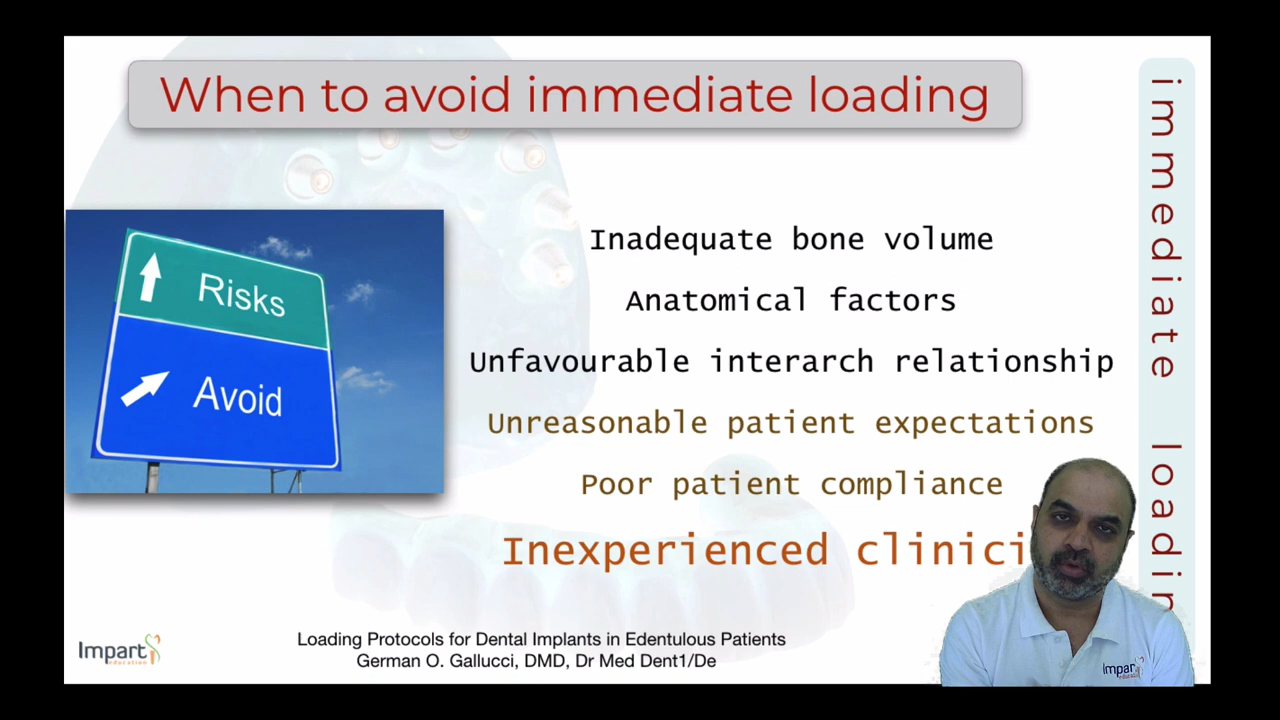 When to avoid immediate loading
Risks
Avoid
Inadequate bone volume
Anatomical factors
Unfavourable interarch relationship
Unreasonable patient expectations
Poor patient compliance
Inexperienced
immediate
Loading Protocols for Dental Implants in Edentulous Patients
German O. Gallucci, DMD, Dr Med Dent1/De
Impart
education
Impart